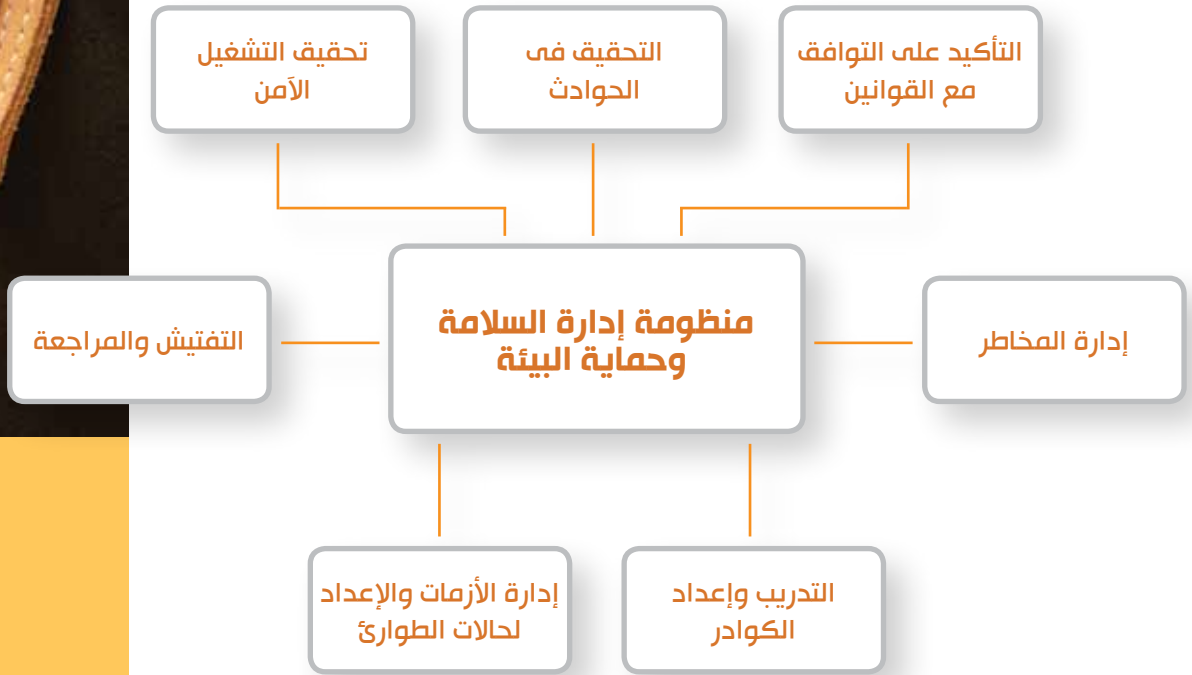 التأكيد على التوافق
مع القوانين
التحقيق فى
الحوادث
تحقيق التشغيل
الآمن
إدارة المخاطر
منظومة إدارة السلامة
وحماية البيئة
التفتيش والمراجعة
التدريب وإعداد
الكوادر
إدارة الأزمات والإعداد
لحالات الطوارئ